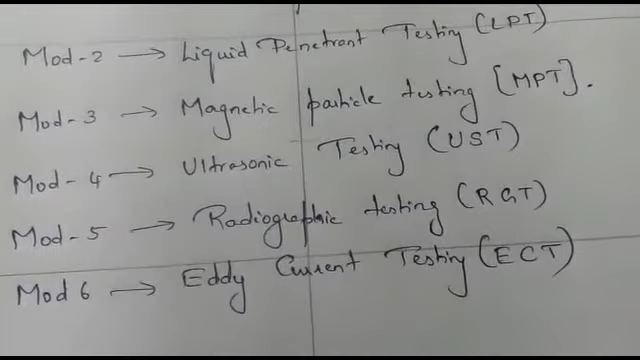 Mod-2 → Liquid Penetrant Testing (LPT)
Mod-3 → Magnetic particle testing [MPT].
Mod-4 → Ultrasonic Testing (UST)
Mod-5 → Radiographic testing (RGT)
Mod 6 → Eddy Current Testing (ECT)